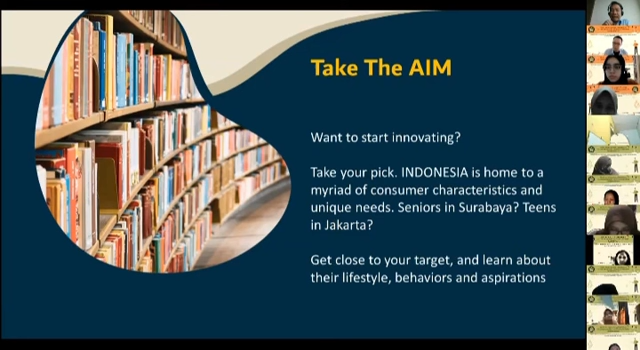 Take The AIM
Want to start innovating?
Take your pick. INDONESIA is home to a
myriad of consumer characteristics and
unique needs. Seniors in Surabaya? Teens
in Jakarta?
Get close to your target, and learn about
their lifestyle, behaviors and aspirations